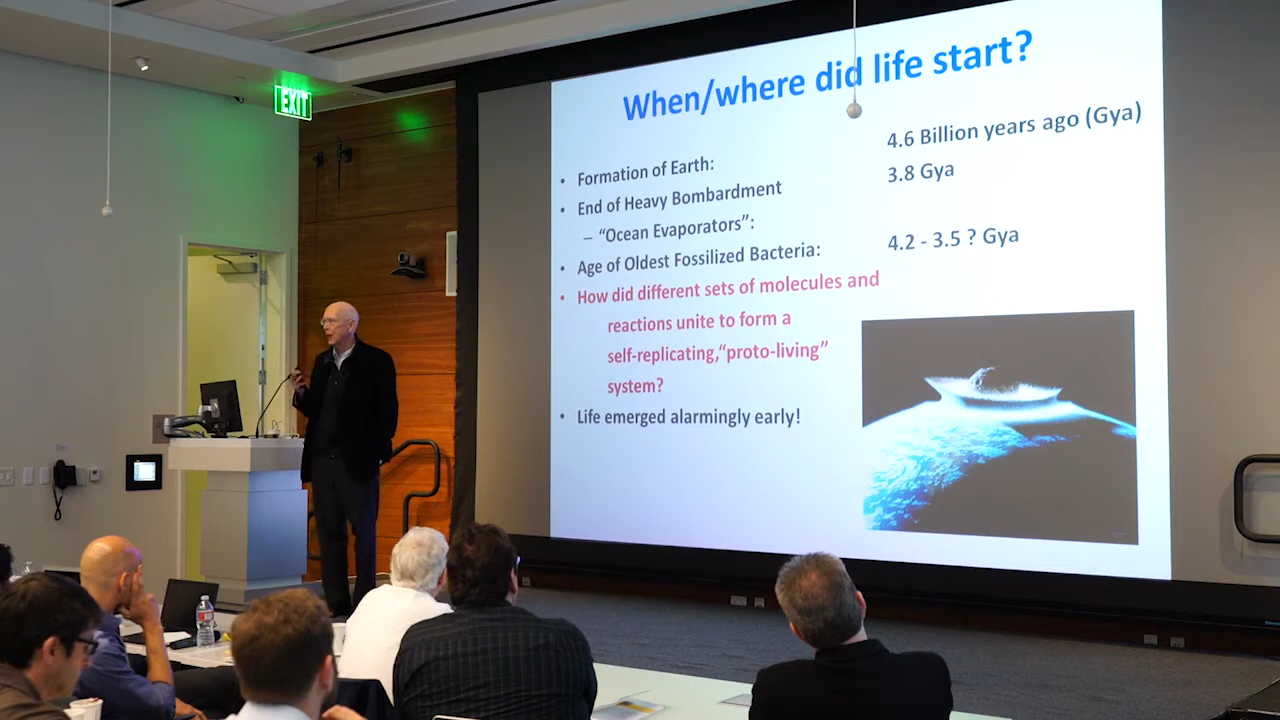 EXIT
When/where did life start?
• Formation of Earth: 4.6 Billion years ago (Gya)
• End of Heavy Bombardment 3.8 Gya
– “Ocean Evaporators”:
• Age of Oldest Fossilized Bacteria: 4.2 - 3.5 ? Gya
• How did different sets of molecules and
reactions unite to form a
self-replicating,“proto-living”
system?
• Life emerged alarmingly early!